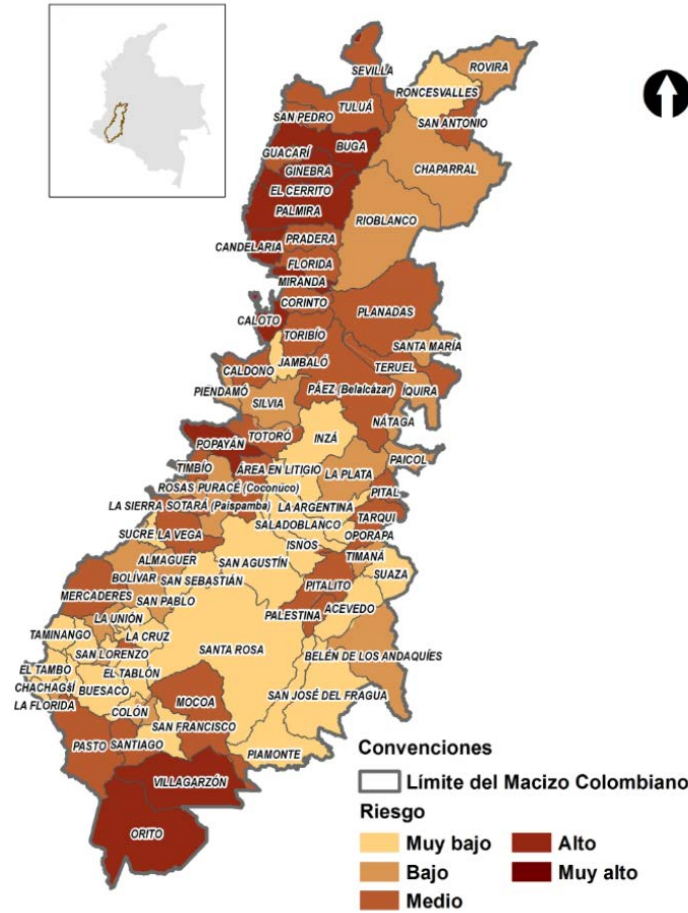 SEVILLA
ROVIRA
RONCESVALLES
TULUÁ
SAN PEDRO
SAN ANTONIO
BUGA
GUACARÍ
GINEBRA
CHAPARRAL
EL CERRITO
PALMIRA
RIOBLANCO
CANDELARIA
PRADERA
FLORIDA
MIRANDA
CORINTO
PLANADAS
CALOTO
TORIBÍO
SANTA MARÍA
JAMBALÓ
CALDONO
TERUEL
PÁEZ (Belalcázar)
ÍQUIRA
PIENDAMÓ
SILVIA
NÁTAGA
TOTORÓ
INZÁ
POPAYÁN
PAICOL
TIMBÍO
ÁREA EN LITIGIO
LA PLATA
ROSAS
PURACÉ (Coconuco)
PITAL
LA SIERRA
SOTARÁ (Paispamba)
LA ARGENTINA
TARQUI
SALADOBLANCO
SUCRE
LA VEGA
OPORAPA
ISNOS
ALMAGUER
SAN AGUSTÍN
TIMANÁ
BOLÍVAR
SAN SEBASTIÁN
PITALITO
SUAZA
MERCADERES
SAN PABLO
PALESTINA
ACEVEDO
LA UNIÓN
TAMINANGO
LA CRUZ
SANTA ROSA
SAN LORENZO
BELÉN DE LOS ANDAQUÍES
EL TAMBO
EL TABLÓN
CHACHAGSÍ
BUESACO
SAN JOSÉ DEL FRAGUA
MOCOA
LA FLORIDA
COLÓN
SAN FRANCISCO
PASTO
SANTIAGO
PIAMONTE
VILLAGARZÓN
ORITO
Convenciones
Límite del Macizo Colombiano
Riesgo
Muy bajo
Alto
Bajo
Muy alto
Medio